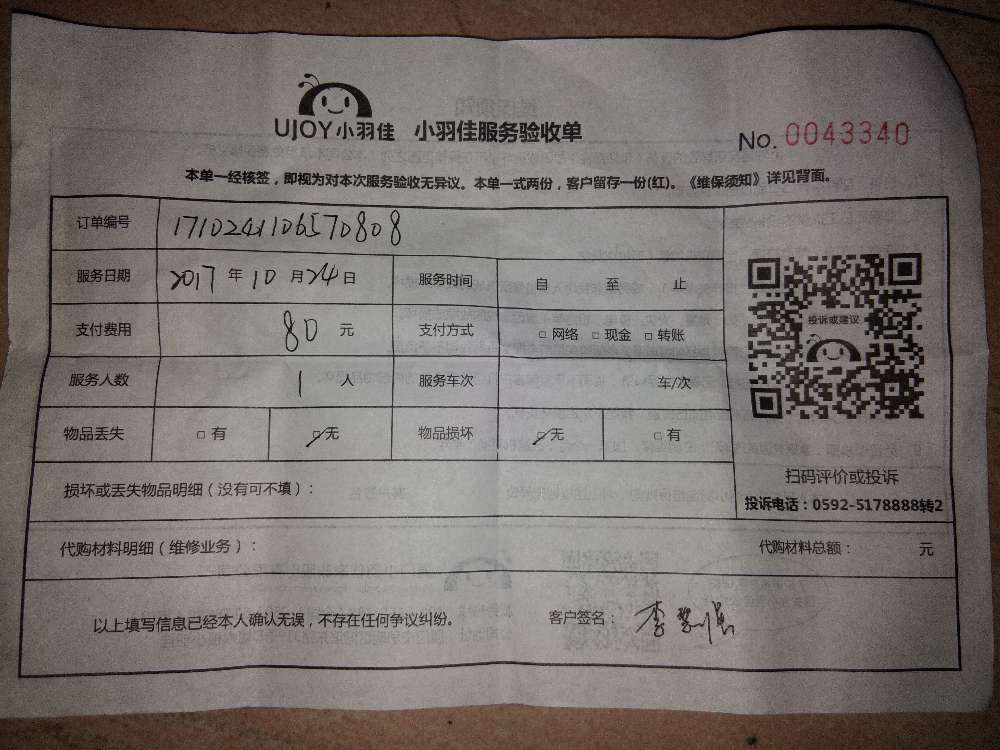 UJOY小羽佳 小羽佳服务验收单
No. 0043340
本单一经核签，即视为对本次服务验收无异议。本单一式两份，客户留存一份(红)。《维保须知》详见背面。
订单编号 1710241106570808
服务日期 2017年10月24日 服务时间 自 至 止
支付费用 80元 支付方式 □网络 □现金 □转账
服务人数 1人 服务车次 车/次
物品丢失 □有 ☑无 物品损坏 ☑无 □有
投诉或建议
扫码评价或投诉
投诉电话：0592-5178888转2
损坏或丢失物品明细（没有可不填）：
代购材料明细（维修业务）： 代购材料总额： 元
以上填写信息已经本人确认无误，不存在任何争议纠纷。 客户签名：李